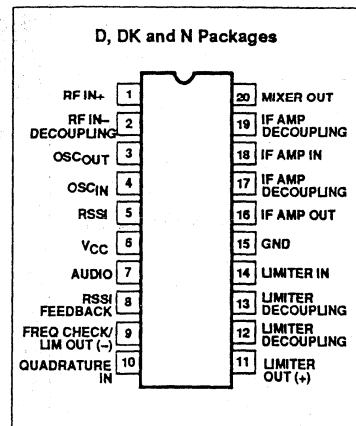 D, DK and N Packages
RF IN+ 1
RF IN–
DECOUPLING 2
OSCOUT 3
OSCIN 4
RSSI 5
VCC 6
AUDIO 7
RSSI
FEEDBACK 8
FREQ CHECK/
LIM OUT (–) 9
QUADRATURE
IN 10
20 MIXER OUT
19 IF AMP
DECOUPLING
18 IF AMP IN
17 IF AMP
DECOUPLING
16 IF AMP OUT
15 GND
14 LIMITER IN
13 LIMITER
DECOUPLING
12 LIMITER
DECOUPLING
11 LIMITER
OUT (+)